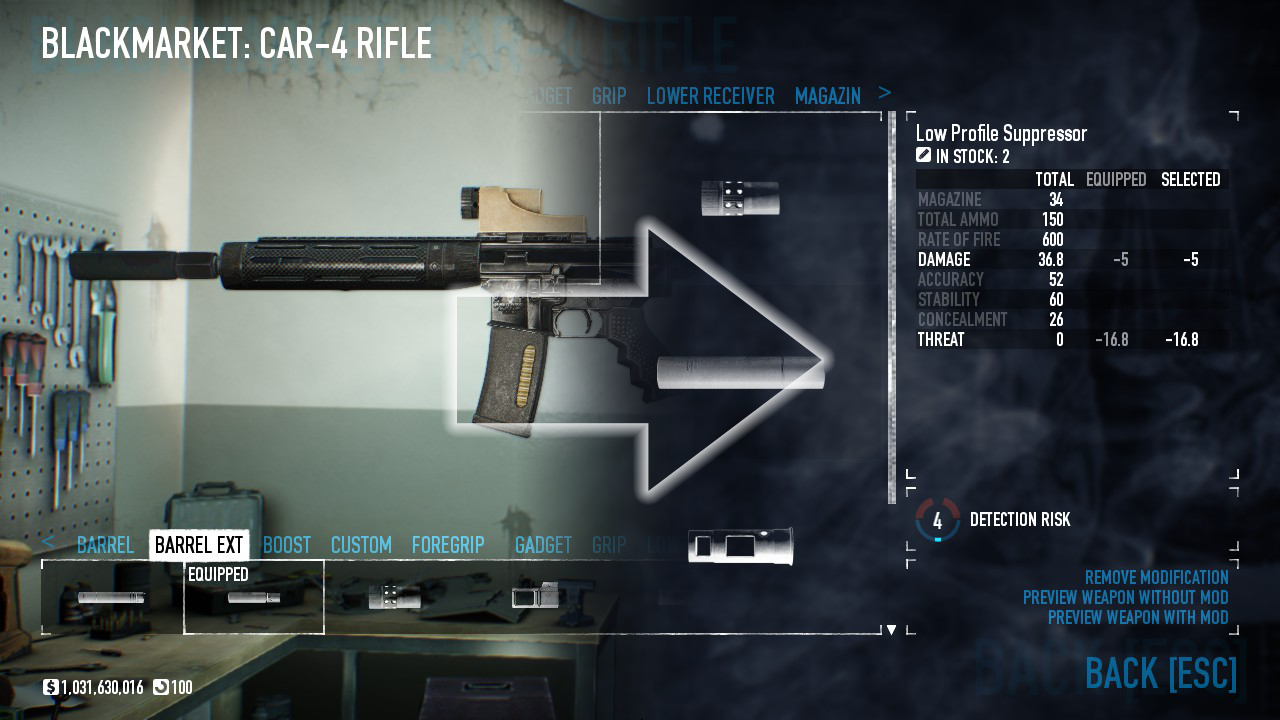 BLACKMARKET: CAR-4 RIFLE
GRIP LOWER RECEIVER MAGAZIN >
Low Profile Suppressor
IN STOCK: 2
TOTAL EQUIPPED SELECTED
MAGAZINE 34
TOTAL AMMO 150
RATE OF FIRE 600
DAMAGE 36.8 -5 -5
ACCURACY 52
STABILITY 60
CONCEALMENT 26
THREAT 0 -16.8 -16.8
4 DETECTION RISK
< BARREL BARREL EXT BOOST CUSTOM FOREGRIP GADGET GRIP
EQUIPPED
REMOVE MODIFICATION
PREVIEW WEAPON WITHOUT MOD
PREVIEW WEAPON WITH MOD
BACK [ESC]
$ 1,031,630,016 100